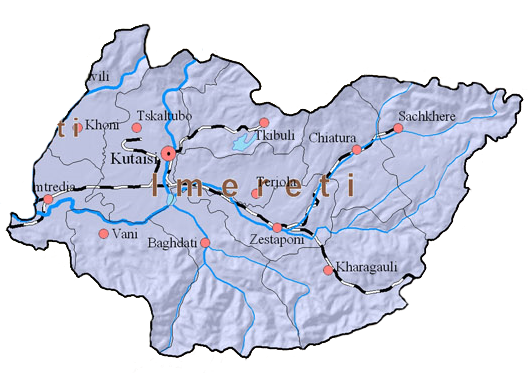 vili
ti
Khoni
Tskaltubo
Tkibuli
Chiatura
Sachkhere
Kutaisi
mtredia
Imereti
Terjola
Vani
Baghdati
Zestaponi
Kharagauli